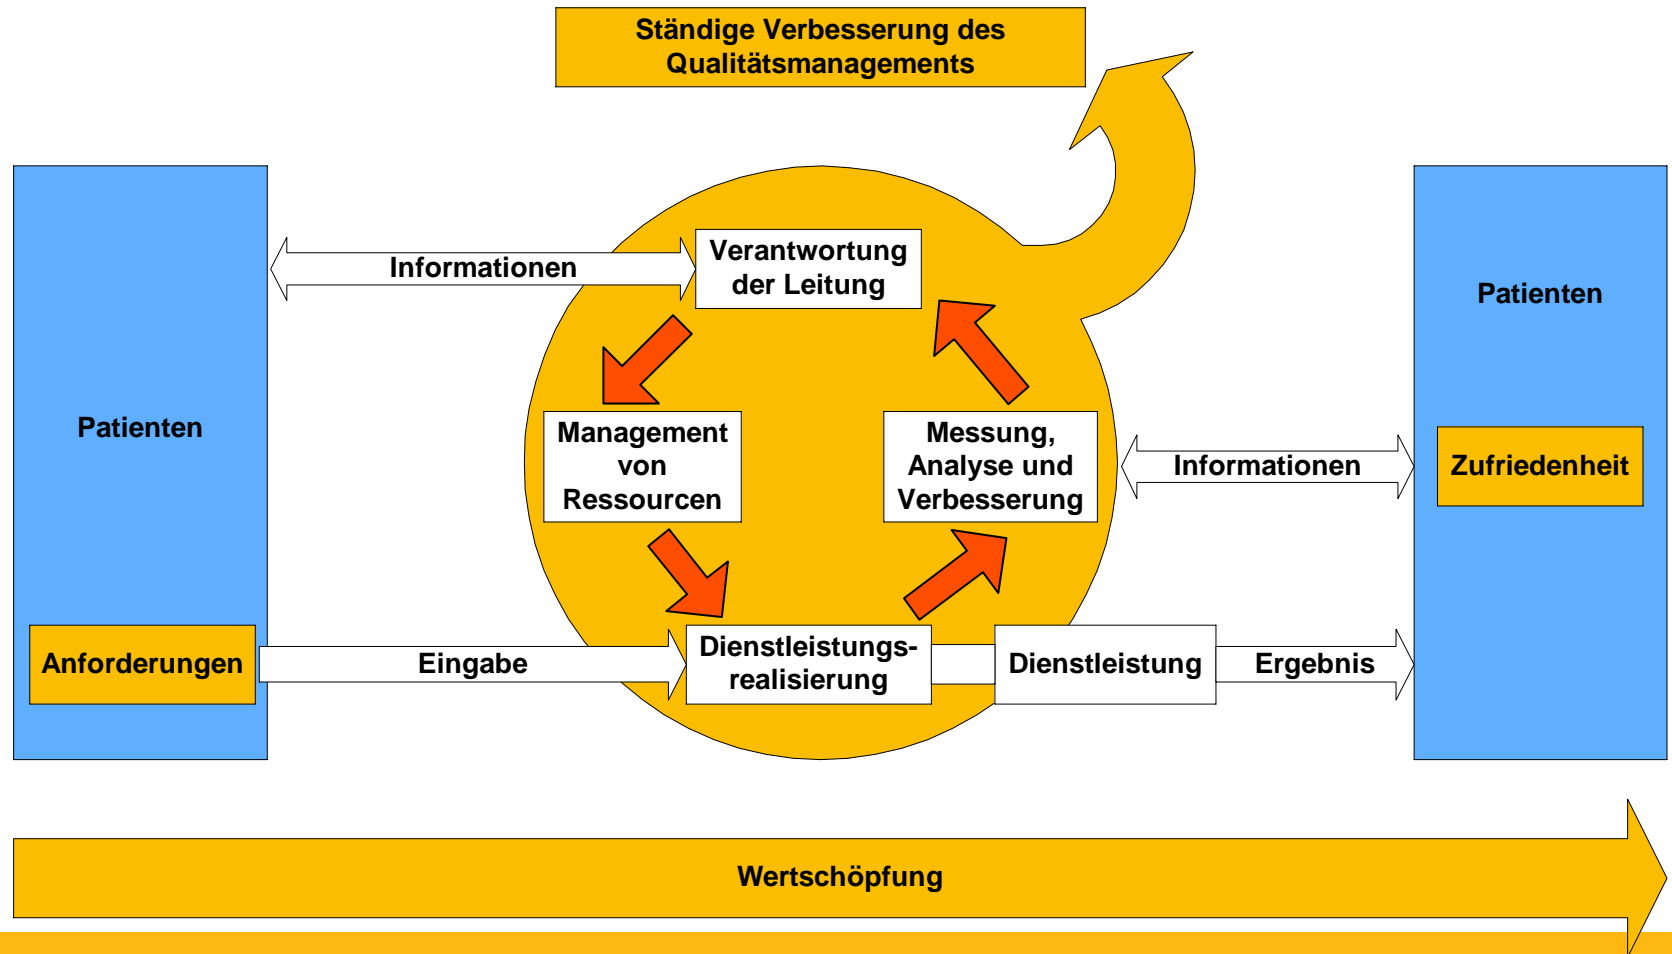 Ständige Verbesserung des
Qualitätsmanagements
Informationen
Verantwortung
der Leitung
Patienten
Patienten
Management
von
Ressourcen
Messung,
Analyse und
Verbesserung
Informationen
Zufriedenheit
Anforderungen
Eingabe
Dienstleistungs-
realisierung
Dienstleistung
Ergebnis
Wertschöpfung